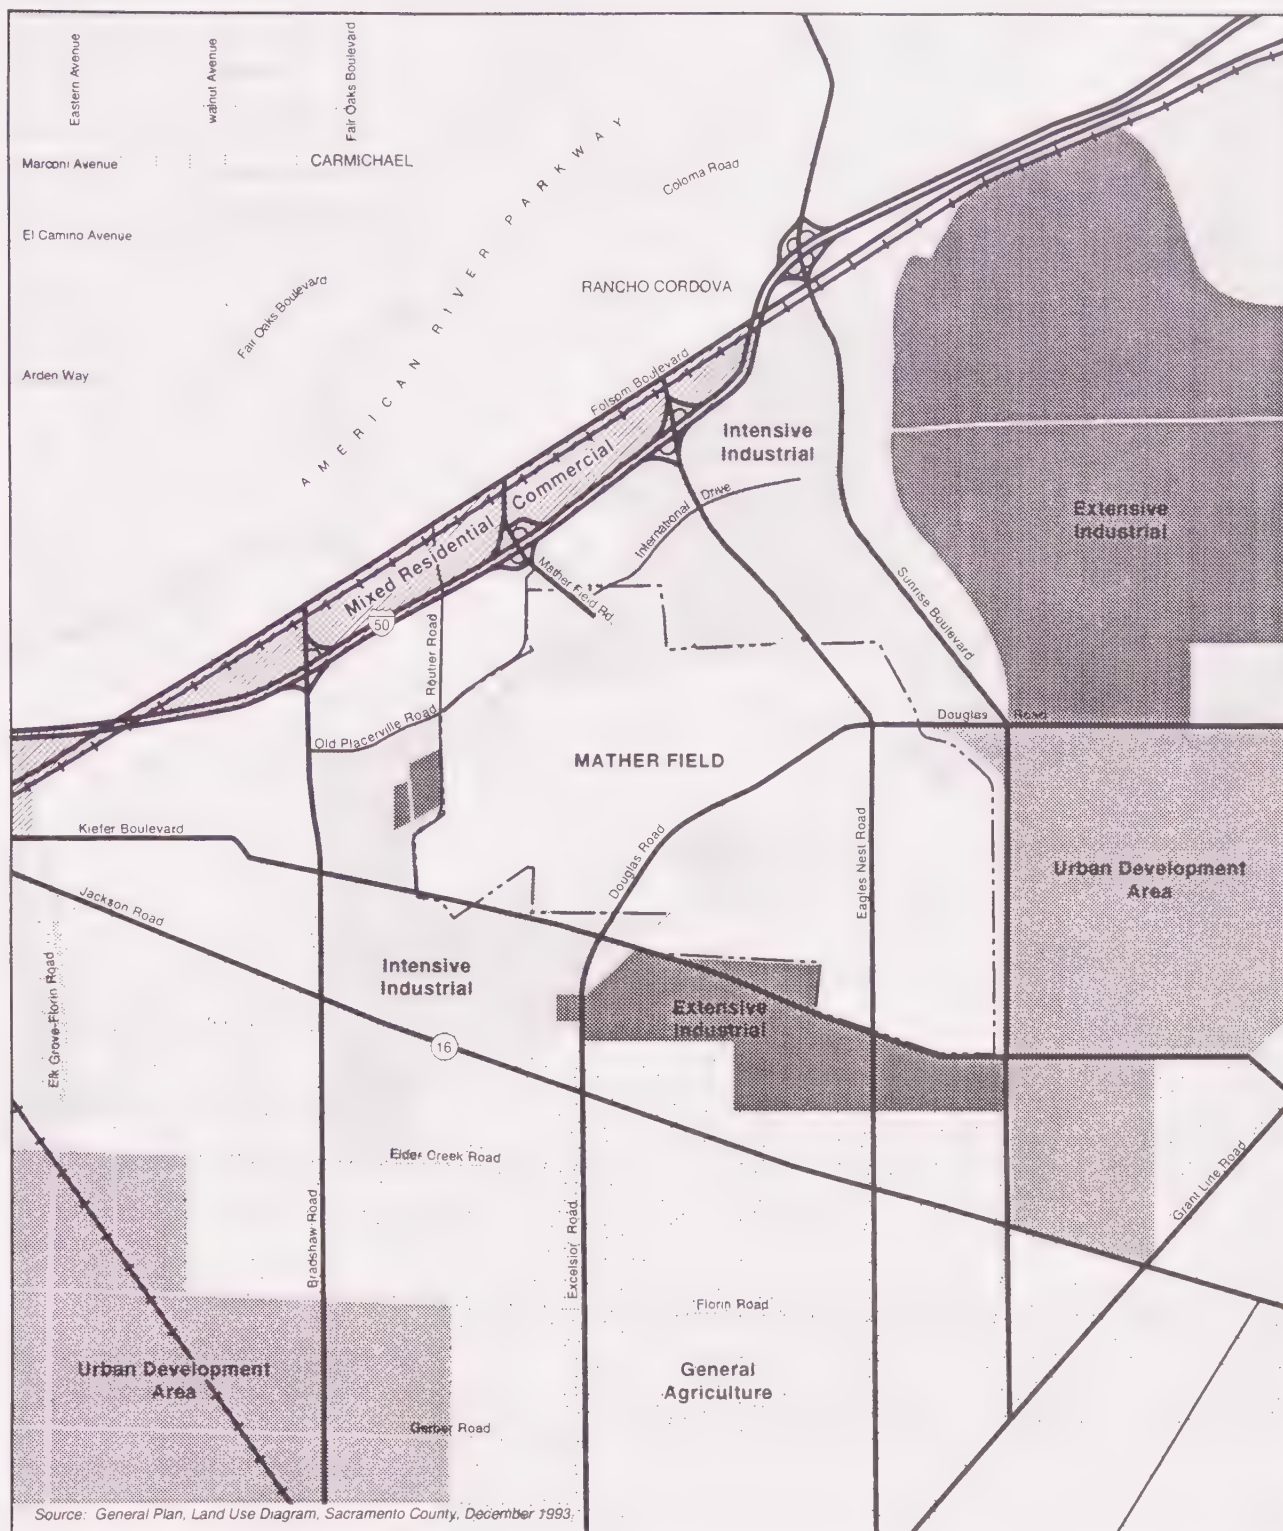 Eastern Avenue
walnut Avenue
Fair Oaks Boulevard
Marconi Avenue
CARMICHAEL
AMERICAN RIVER PARKWAY
Coloma Road
El Camino Avenue
Fair Oaks Boulevard
RANCHO CORDOVA
Arden Way
Folsom Boulevard
Intensive
Industrial
Mixed Residential Commercial
International Drive
Extensive
Industrial
Mather Field Rd.
Sunrise Boulevard
50
Routier Road
Old Placerville Road
Douglas Road
MATHER FIELD
Kiefer Boulevard
Douglas Road
Eagles Nest Road
Urban Development
Area
Jackson Road
Elk Grove-Florin Road
Intensive
Industrial
Extensive
Industrial
16
Elder Creek Road
Grant Line Road
Bradshaw Road
Excelsior Road
Florin Road
Urban Development
Area
General
Agriculture
Gerber Road
Source: General Plan, Land Use Diagram, Sacramento County, December 1993